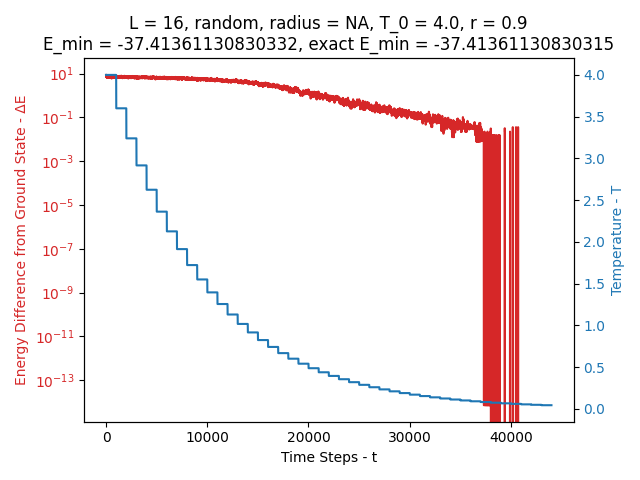 L = 16, random, radius = NA, T_0 = 4.0, r = 0.9
E_min = -37.41361130830332, exact E_min = -37.41361130830315
10^1
10^-1
10^-3
10^-5
10^-7
10^-9
10^-11
10^-13
Energy Difference from Ground State - ΔE
4.0
3.5
3.0
2.5
2.0
1.5
1.0
0.5
0.0
Temperature - T
0 10000 20000 30000 40000
Time Steps - t